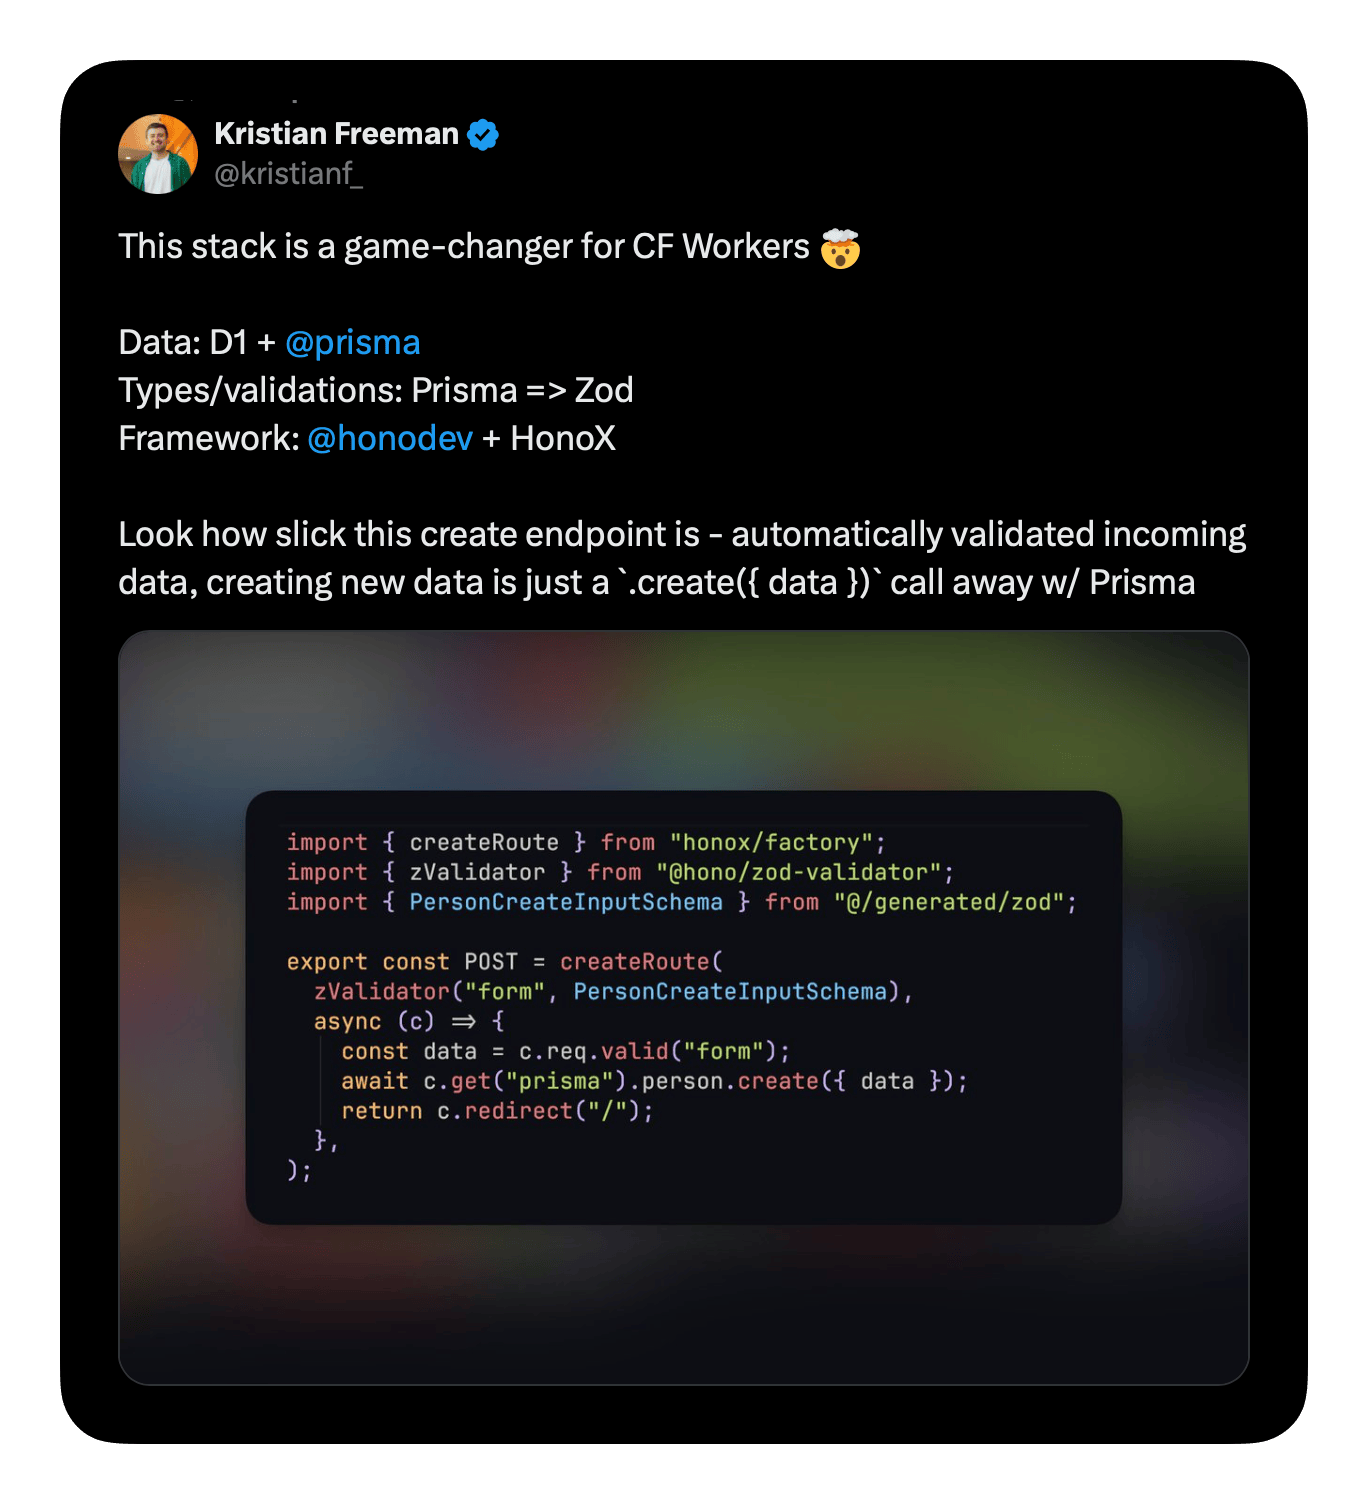 Kristian Freeman
@kristianf_
This stack is a game-changer for CF Workers 🤯
Data: D1 + @prisma
Types/validations: Prisma => Zod
Framework: @honodev + HonoX
Look how slick this create endpoint is - automatically validated incoming
data, creating new data is just a `.create({ data })` call away w/ Prisma
import { createRoute } from "honox/factory";
import { zValidator } from "@hono/zod-validator";
import { PersonCreateInputSchema } from "@/generated/zod";
export const POST = createRoute(
  zValidator("form", PersonCreateInputSchema),
  async (c) => {
    const data = c.req.valid("form");
    await c.get("prisma").person.create({ data });
    return c.redirect("/");
  },
);